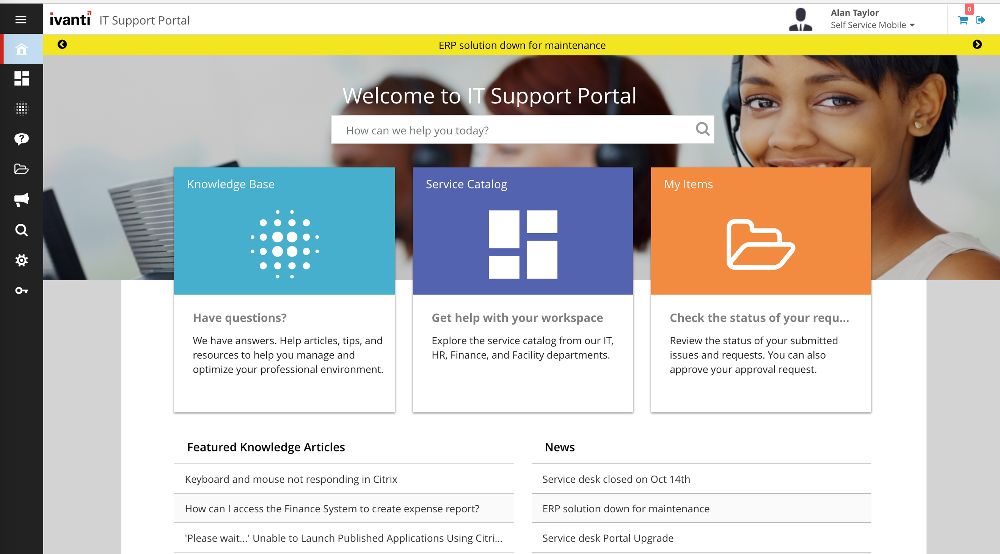 ivanti IT Support Portal
Alan Taylor
Self Service Mobile
0
ERP solution down for maintenance
Welcome to IT Support Portal
How can we help you today?
?
Knowledge Base
Have questions?
We have answers. Help articles, tips, and
resources to help you manage and
optimize your professional environment.
Service Catalog
Get help with your workspace
Explore the service catalog from our IT,
HR, Finance, and Facility departments.
My Items
Check the status of your requ...
Review the status of your submitted
issues and requests. You can also
approve your approval request.
Featured Knowledge Articles
Keyboard and mouse not responding in Citrix
How can I access the Finance System to create expense report?
'Please wait...' Unable to Launch Published Applications Using Citri...
News
Service desk closed on Oct 14th
ERP solution down for maintenance
Service desk Portal Upgrade